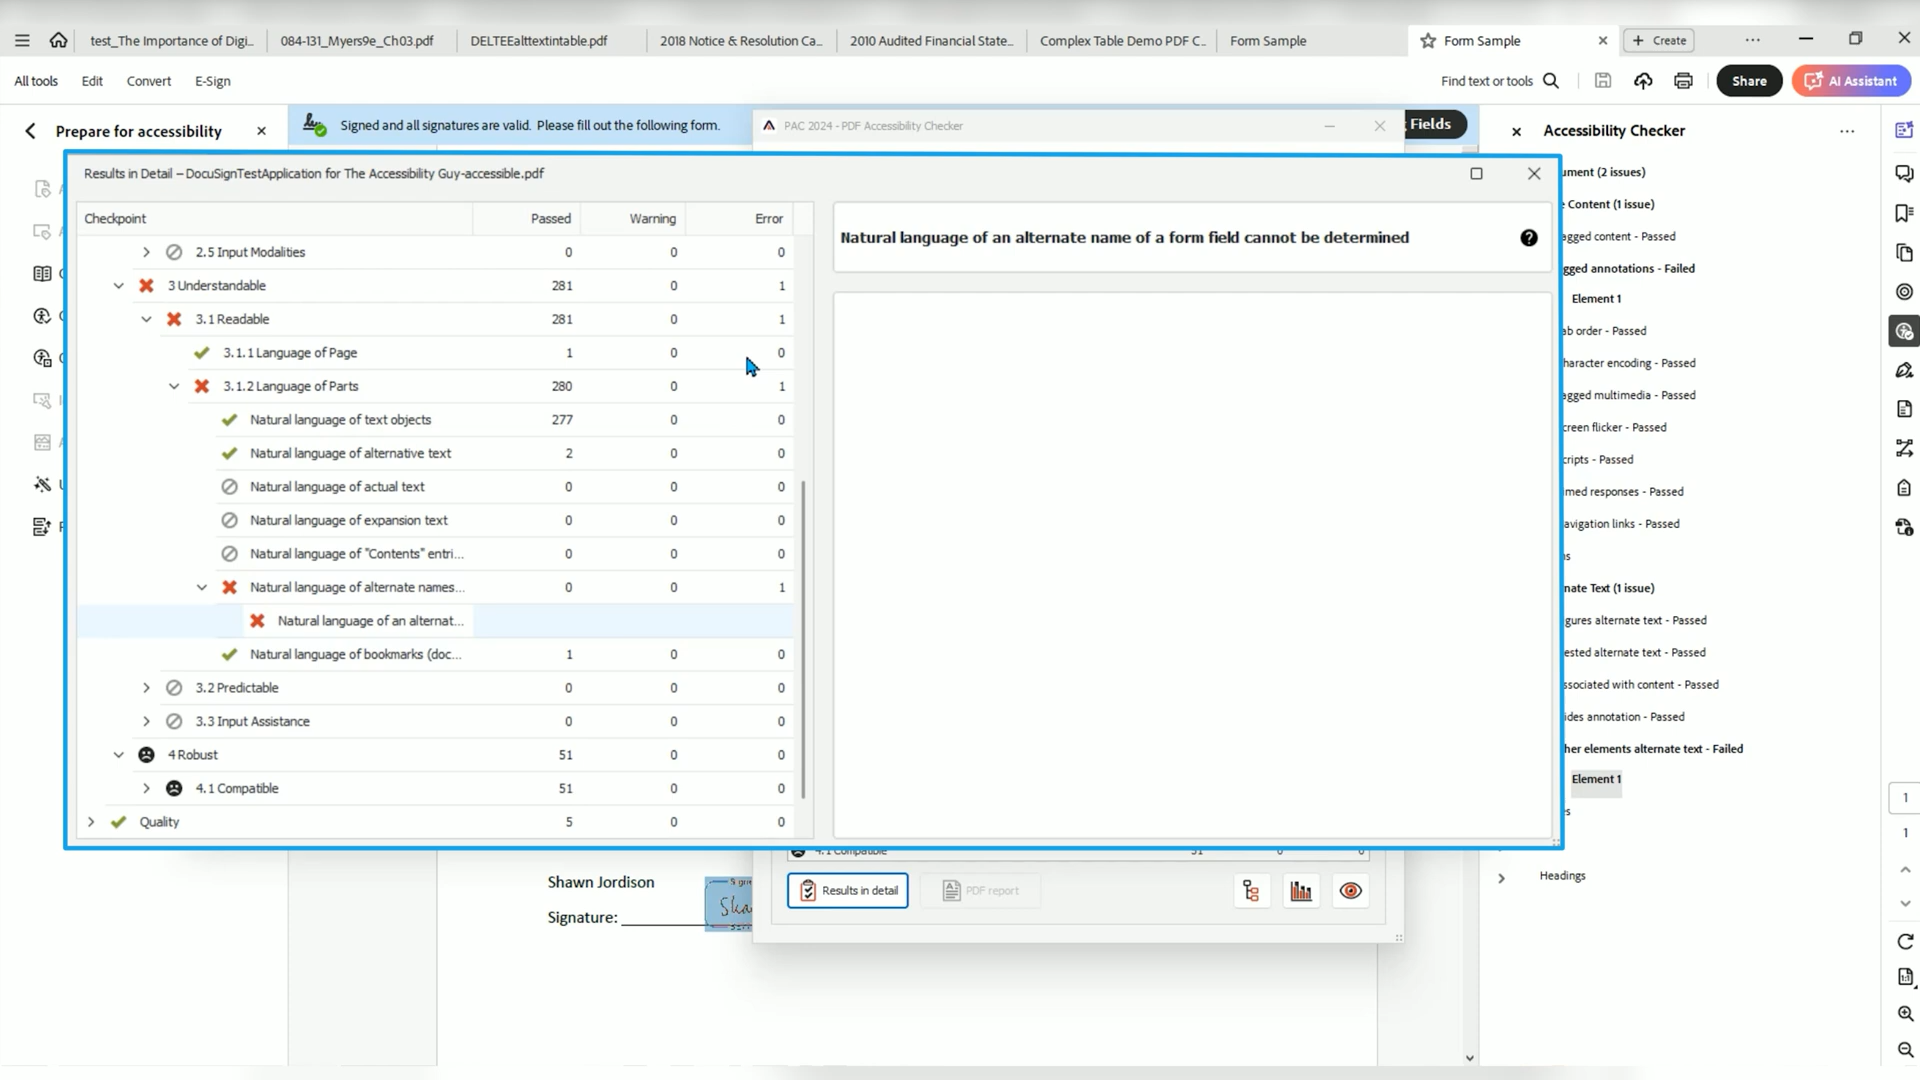 test_The Importance of Digi...
084-131_Myers9e_Ch03.pdf
DELTEEalttextintable.pdf
2018 Notice & Resolution Ca...
2010 Audited Financial State...
Complex Table Demo PDF C...
Form Sample
Form Sample
Create
All tools
Edit
Convert
E-Sign
Find text or tools
Share
AI Assistant
Prepare for accessibility
Signed and all signatures are valid. Please fill out the following form.
PAC 2024 - PDF Accessibility Checker
Fields
Accessibility Checker
Results in Detail – DocuSignTestApplication for The Accessibility Guy-accessible.pdf
Checkpoint Passed Warning Error
2.5 Input Modalities 0 0 0
3 Understandable 281 0 1
3.1 Readable 281 0 1
3.1.1 Language of Page 1 0 0
3.1.2 Language of Parts 280 0 1
Natural language of text objects 277 0 0
Natural language of alternative text 2 0 0
Natural language of actual text 0 0 0
Natural language of expansion text 0 0 0
Natural language of "Contents" entri... 0 0 0
Natural language of alternate names... 0 0 1
Natural language of an alternat...
Natural language of bookmarks (doc... 1 0 0
3.2 Predictable 0 0 0
3.3 Input Assistance 0 0 0
4 Robust 51 0 0
4.1 Compatible 51 0 0
Quality 5 0 0
Natural language of an alternate name of a form field cannot be determined
ument (2 issues)
e Content (1 issue)
agged content - Passed
gged annotations - Failed
Element 1
ab order - Passed
haracter encoding - Passed
agged multimedia - Passed
creen flicker - Passed
cripts - Passed
med responses - Passed
avigation links - Passed
ns
nate Text (1 issue)
gures alternate text - Passed
ested alternate text - Passed
ssociated with content - Passed
ides annotation - Passed
her elements alternate text - Failed
Element 1
es
Headings
1
1
4.1 Compatible 51 0 0
Results in detail
PDF report
Shawn Jordison
Signature: